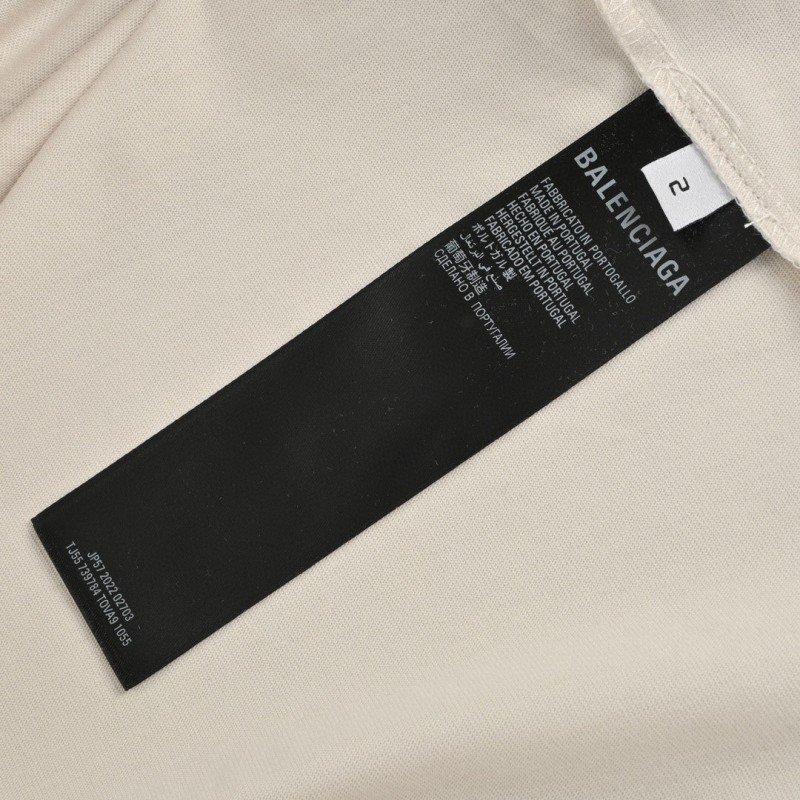 BALENCIAGA
2
FABBRICATO IN PORTOGALLO
MADE IN PORTUGAL
FABRIQUE AU PORTUGAL
HECHO EN PORTUGAL
HERGESTELLT IN PORTUGAL
FABRICADO EM PORTUGAL
ポルトガル製
صنع في البرتغال
葡萄牙制造
СДЕЛАНО В ПОРТУГАЛИИ
JP57 2022 02703
TJ55 739784 TOVA9 1055